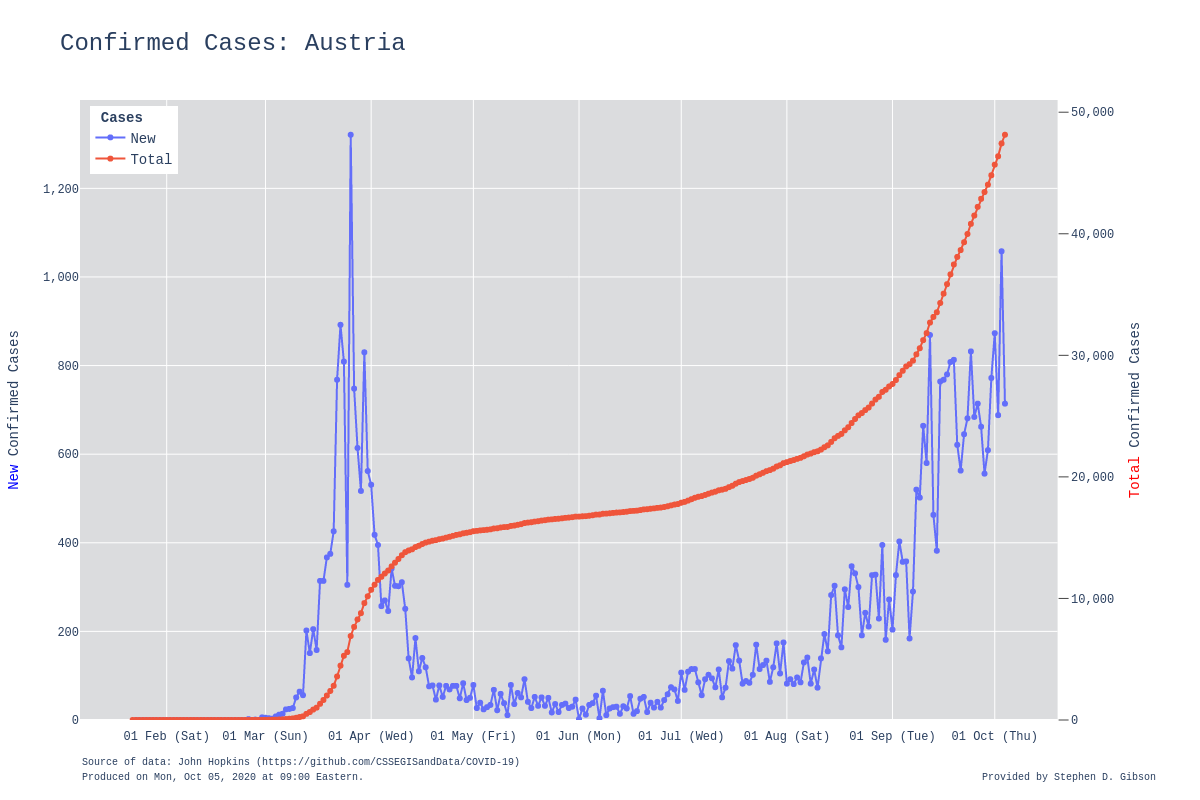 Confirmed Cases: Austria
Cases
New
Total
50,000
1,200
40,000
1,000
New Confirmed Cases
Total Confirmed Cases
800
30,000
600
20,000
400
10,000
200
0
0
01 Feb (Sat) 01 Mar (Sun) 01 Apr (Wed) 01 May (Fri) 01 Jun (Mon) 01 Jul (Wed) 01 Aug (Sat) 01 Sep (Tue) 01 Oct (Thu)
Source of data: John Hopkins (https://github.com/CSSEGISandData/COVID-19)
Produced on Mon, Oct 05, 2020 at 09:00 Eastern.
Provided by Stephen D. Gibson